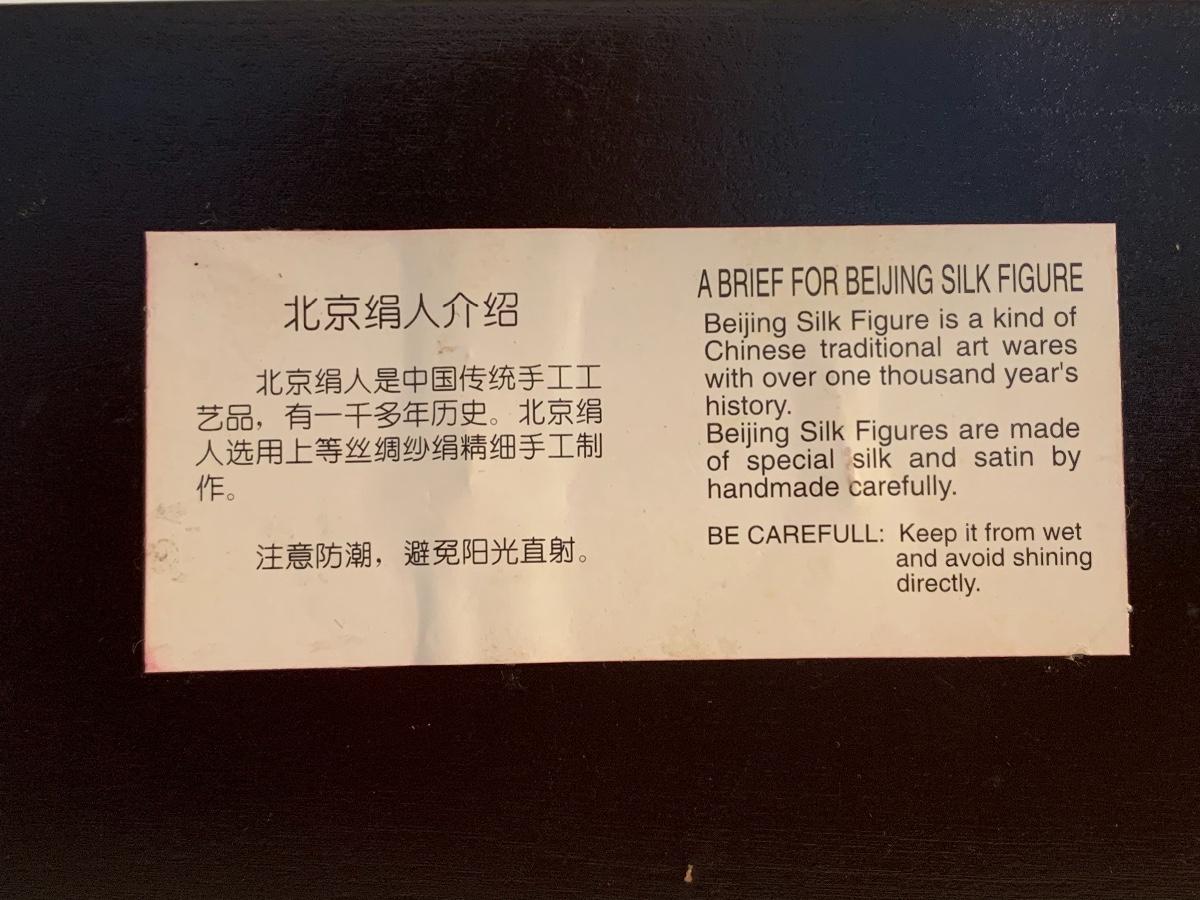 北京绢人介绍
北京绢人是中国传统手工工
艺品，有一千多年历史。北京绢
人选用上等丝绸纱绢精细手工制
作。
注意防潮，避免阳光直射。
A BRIEF FOR BEIJING SILK FIGURE
Beijing Silk Figure is a kind of
Chinese traditional art wares
with over one thousand year's
history.
Beijing Silk Figures are made
of special silk and satin by
handmade carefully.
BE CAREFULL: Keep it from wet
and avoid shining
directly.